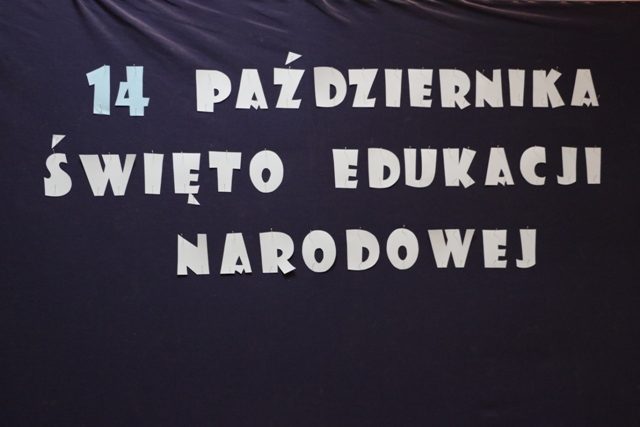 14 PAŹDZIERNIKA
ŚWIĘTO EDUKACJI
NARODOWEJ